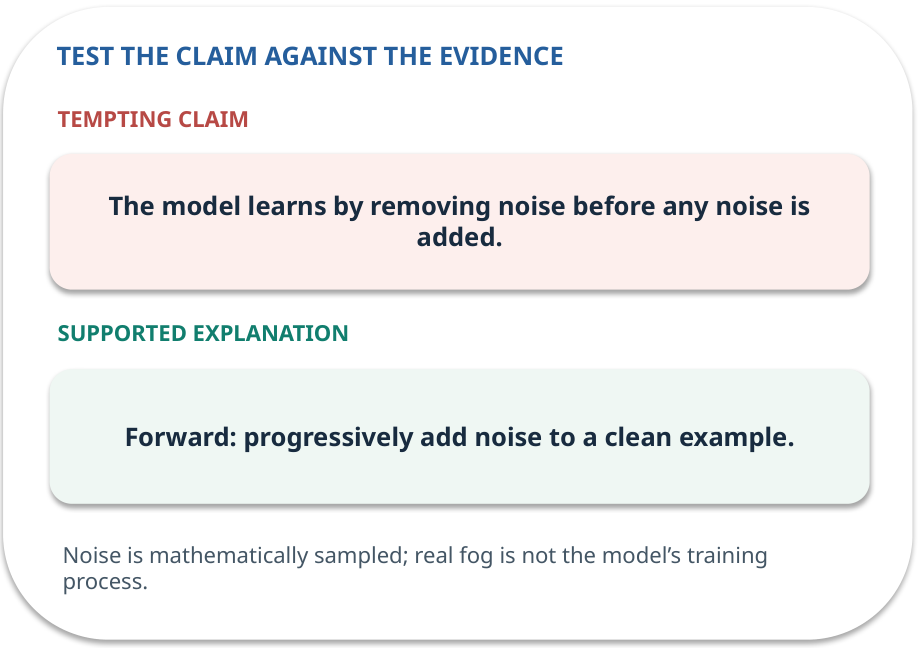 TEST THE CLAIM AGAINST THE EVIDENCE
TEMPTING CLAIM
The model learns by removing noise before any noise is
added.
SUPPORTED EXPLANATION
Forward: progressively add noise to a clean example.
Noise is mathematically sampled; real fog is not the model’s training
process.